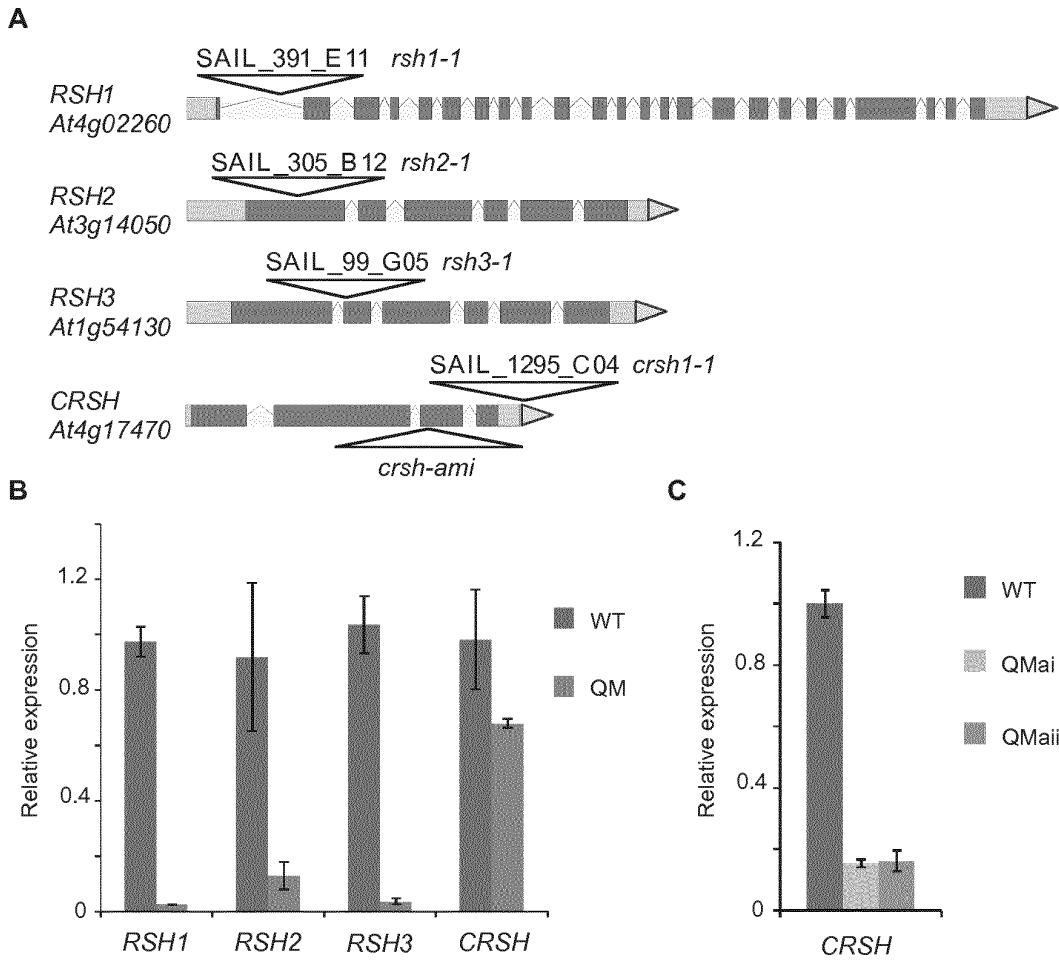 A
SAIL_391_E11 rsh1-1
RSH1
At4g02260
SAIL_305_B12 rsh2-1
RSH2
At3g14050
SAIL_99_G05 rsh3-1
RSH3
At1g54130
SAIL_1295_C04 crsh1-1
CRSH
At4g17470
crsh-ami
B
Relative expression
1.2
0.8
0.4
0
RSH1 RSH2 RSH3 CRSH
WT
QM
C
Relative expression
1.2
0.8
0.4
0
CRSH
WT
QMai
QMaii